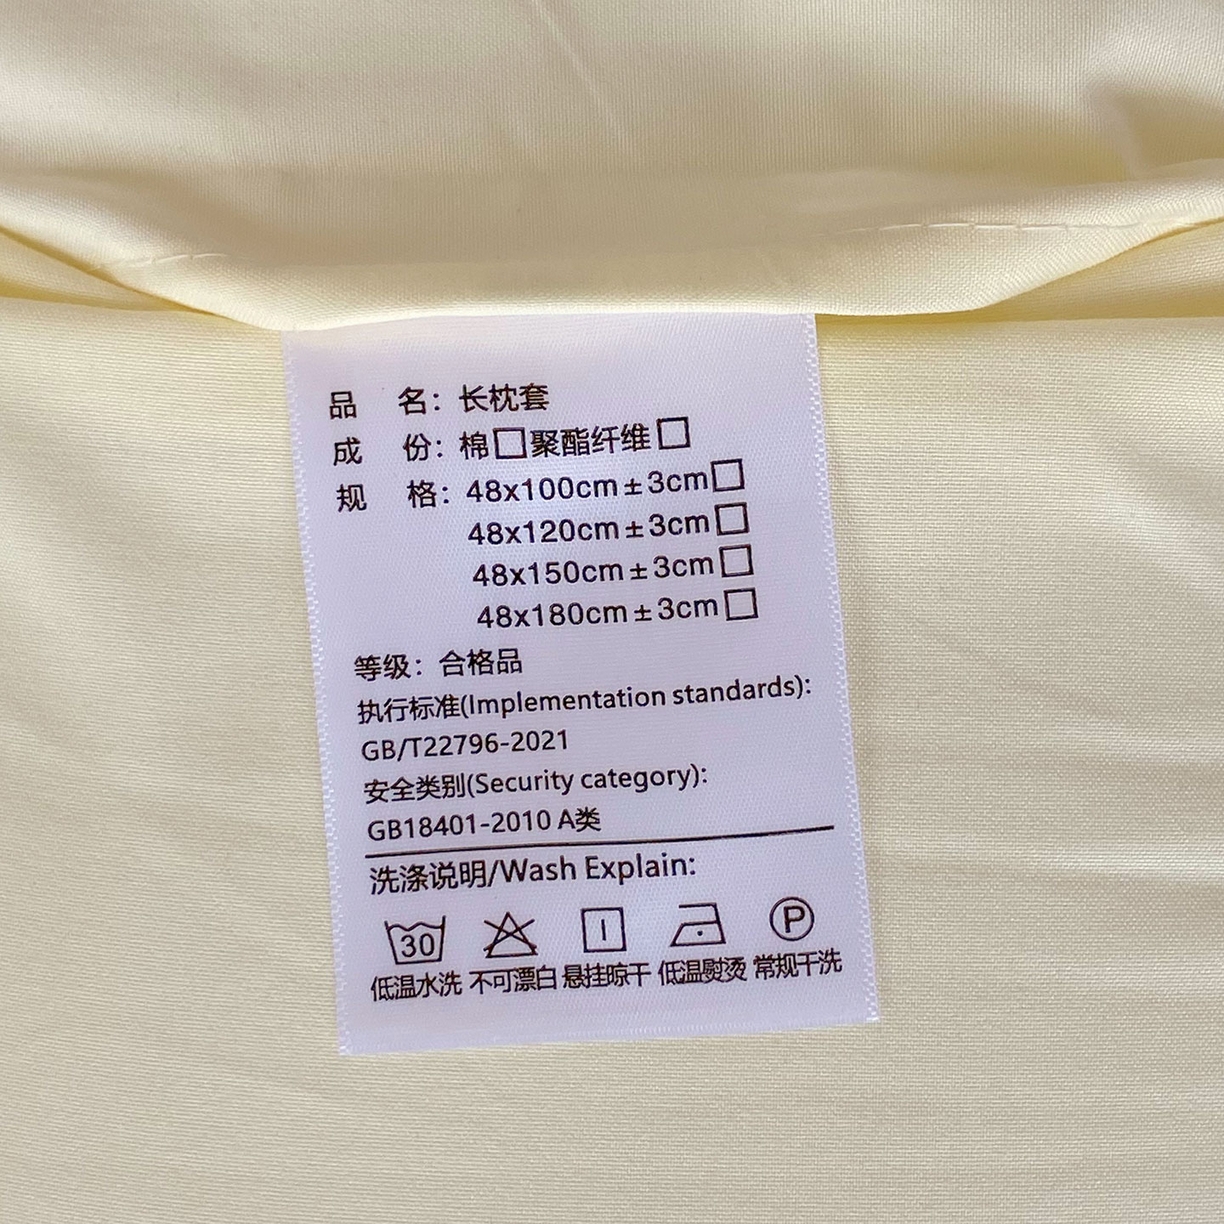 品 名：长枕套
成 份：棉□聚酯纤维□
规 格：48x100cm±3cm□
48x120cm±3cm□
48x150cm±3cm□
48x180cm±3cm□
等级：合格品
执行标准(Implementation standards):
GB/T22796-2021
安全类别(Security category):
GB18401-2010 A类
洗涤说明/Wash Explain:
30 P
低温水洗 不可漂白 悬挂晾干 低温熨烫 常规干洗